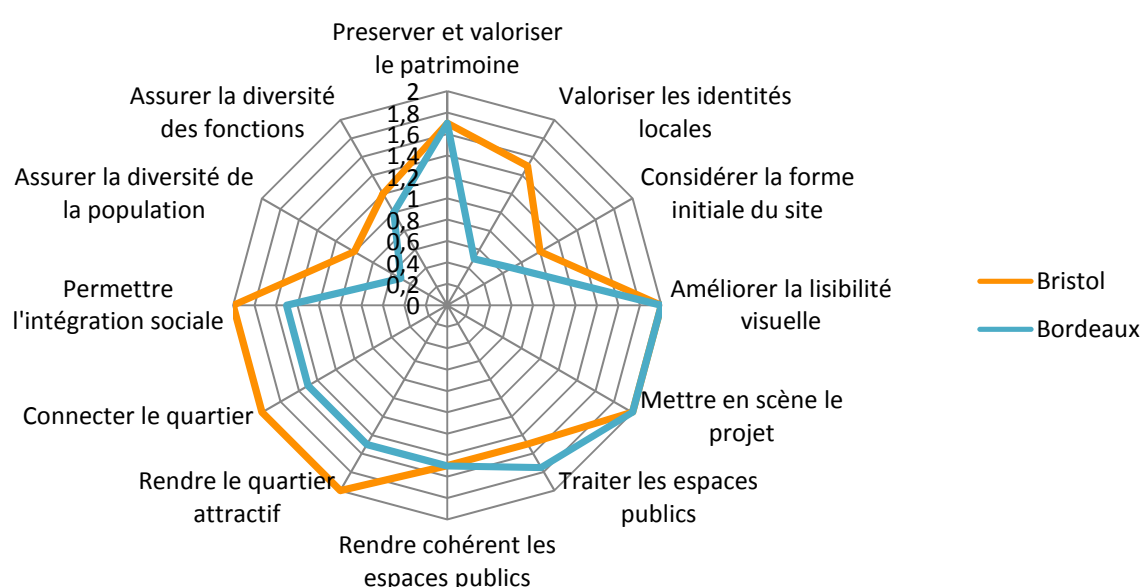 Preserver et valoriser
le patrimoine
Valoriser les identités
locales
Considérer la forme
initiale du site
Améliorer la lisibilité
visuelle
Mettre en scène le
projet
Traiter les espaces
publics
Rendre cohérent les
espaces publics
Rendre le quartier
attractif
Connecter le quartier
Permettre
l'intégration sociale
Assurer la diversité de
la population
Assurer la diversité
des fonctions
2
1,8
1,6
1,4
1,2
1
0,8
0,6
0,4
0,2
0
Bristol
Bordeaux